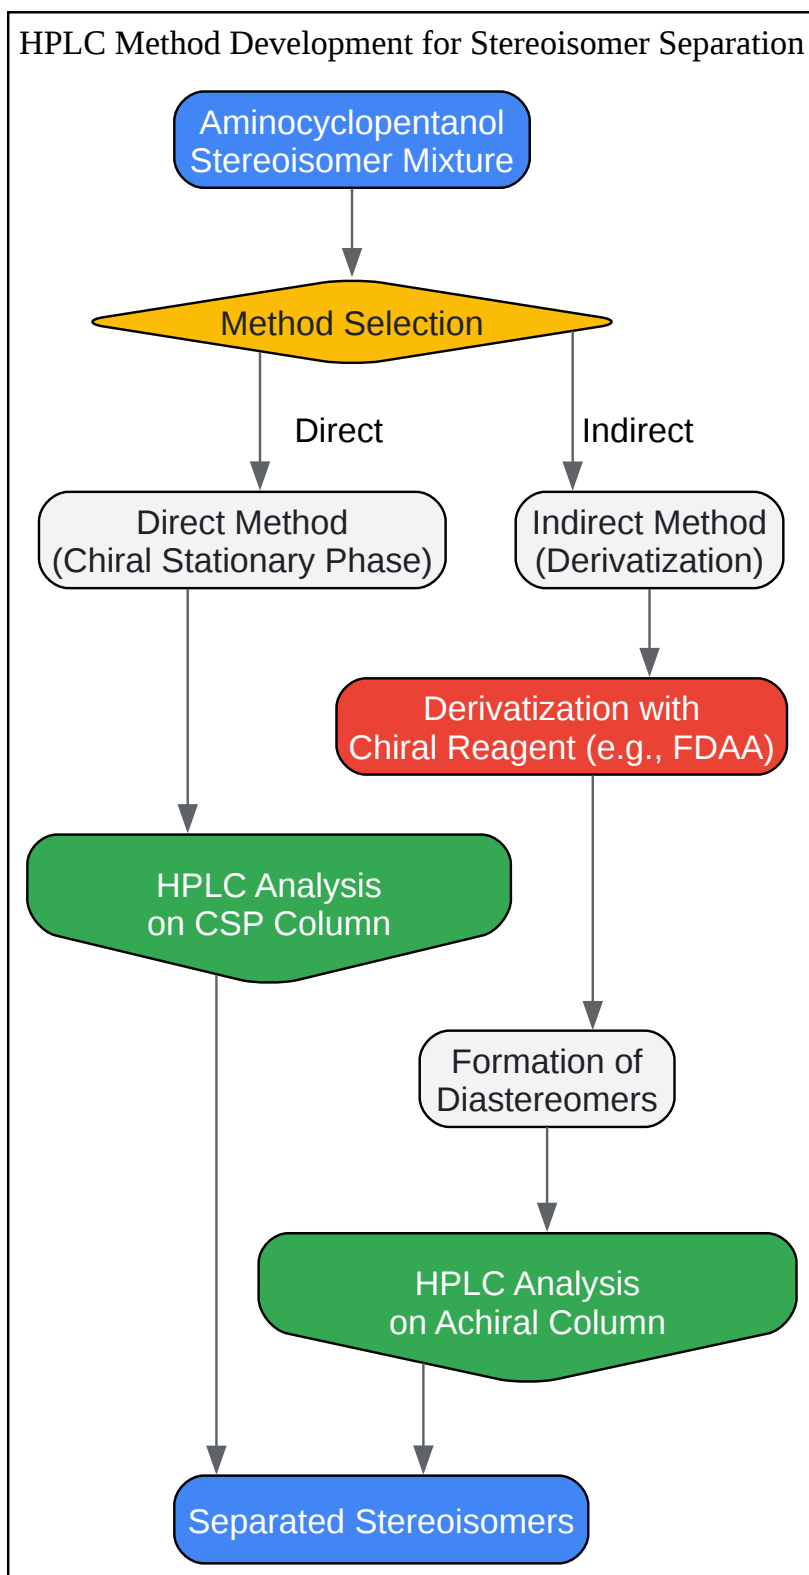 HPLC Method Development for Stereoisomer Separation
Aminocyclopentanol
Stereoisomer Mixture
Method Selection
Direct
Indirect
Direct Method
(Chiral Stationary Phase)
Indirect Method
(Derivatization)
Derivatization with
Chiral Reagent (e.g., FDAA)
HPLC Analysis
on CSP Column
Formation of
Diastereomers
HPLC Analysis
on Achiral Column
Separated Stereoisomers